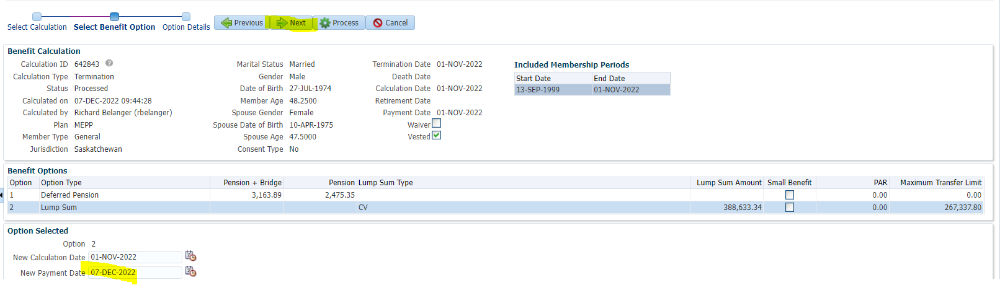 Select Calculation Select Benefit Option Option Details Previous Next Process Cancel
Benefit Calculation
Calculation ID 642843 ? Marital Status Married Termination Date 01-NOV-2022 Included Membership Periods
Calculation Type Termination Gender Male Death Date Start Date End Date
Status Processed Date of Birth 27-JUL-1974 Calculation Date 01-NOV-2022 13-SEP-1999 01-NOV-2022
Calculated on 07-DEC-2022 09:44:28 Member Age 48.2500 Retirement Date
Calculated by Richard Belanger (rbelanger) Spouse Gender Female Payment Date 01-NOV-2022
Plan MEPP Spouse Date of Birth 10-APR-1975 Waiver
Member Type General Spouse Age 47.5000 Vested
Jurisdiction Saskatchewan Consent Type No
Benefit Options
Option Option Type Pension + Bridge Pension Lump Sum Type Lump Sum Amount Small Benefit PAR Maximum Transfer Limit
1 Deferred Pension 3,163.89 2,475.35 0.00 0.00
2 Lump Sum CV 388,633.34 0.00 267,337.80
Option Selected
Option 2
New Calculation Date 01-NOV-2022
New Payment Date 07-DEC-2022